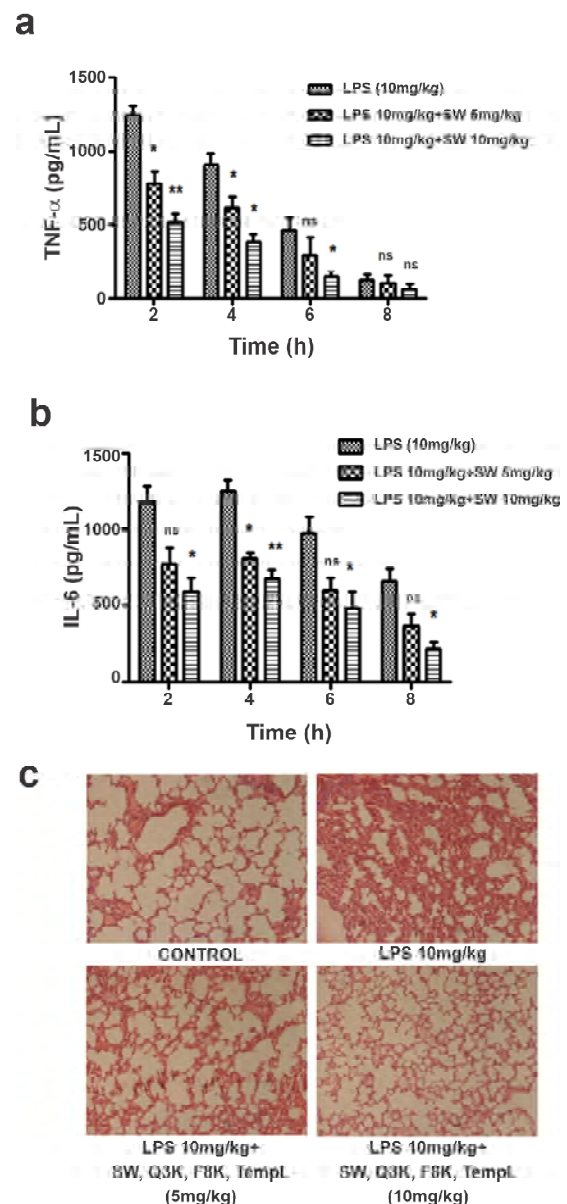 a
1500
1000
500
0
TNF-α (pg/mL)
LPS (10mg/kg)
LPS 10mg/kg+SW 5mg/kg
LPS 10mg/kg+SW 10mg/kg
*
**
*
*
ns
*
ns
ns
2 4 6 8
Time (h)
b
1500
1000
500
0
IL-6 (pg/mL)
LPS (10mg/kg)
LPS 10mg/kg+SW 5mg/kg
LPS 10mg/kg+SW 10mg/kg
ns
*
*
**
ns
*
ns
*
2 4 6 8
Time (h)
c
CONTROL
LPS 10mg/kg
LPS 10mg/kg+
SW, Q3K, F8K, TempL
(5mg/kg)
LPS 10mg/kg+
SW, Q3K, F8K, TempL
(10mg/kg)